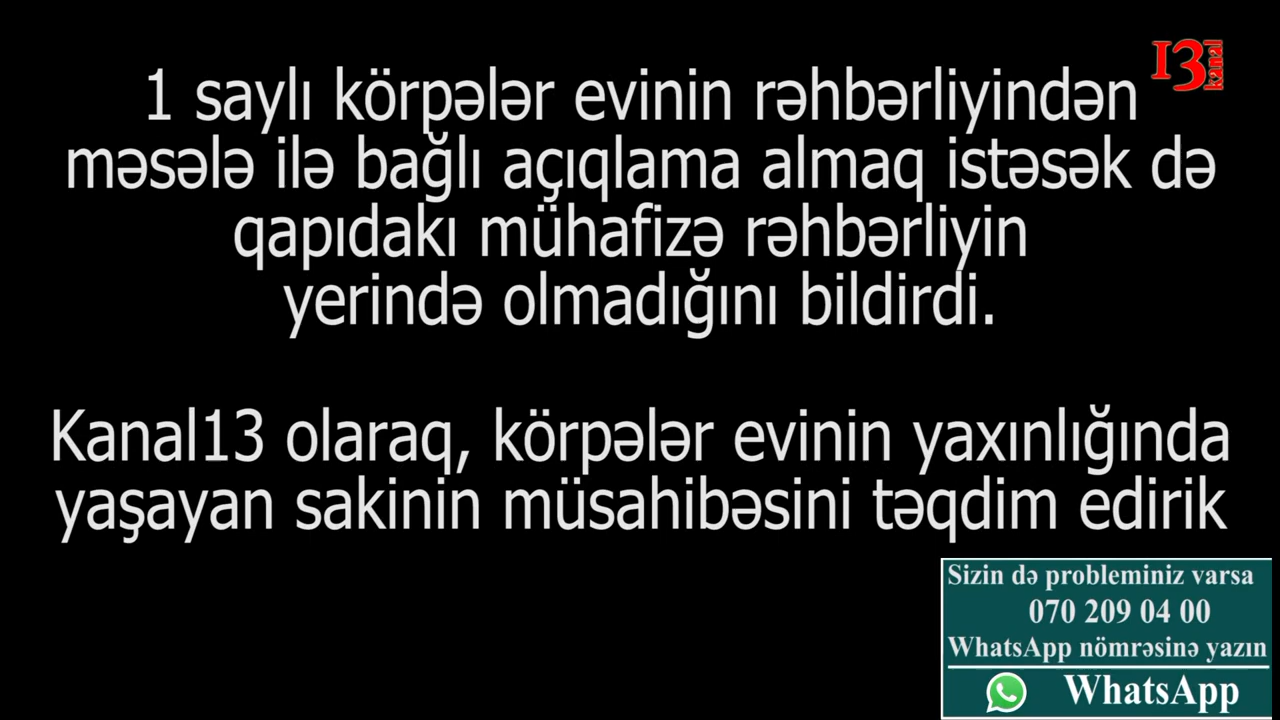 13 kanal
1 saylı körpələr evinin rəhbərliyindən
məsələ ilə bağlı açıqlama almaq istəsək də
qapıdakı mühafizə rəhbərliyin
yerində olmadığını bildirdi.
Kanal13 olaraq, körpələr evinin yaxınlığında
yaşayan sakinin müsahibəsini təqdim edirik
Sizin də probleminiz varsa
070 209 04 00
WhatsApp nömrəsinə yazın
WhatsApp